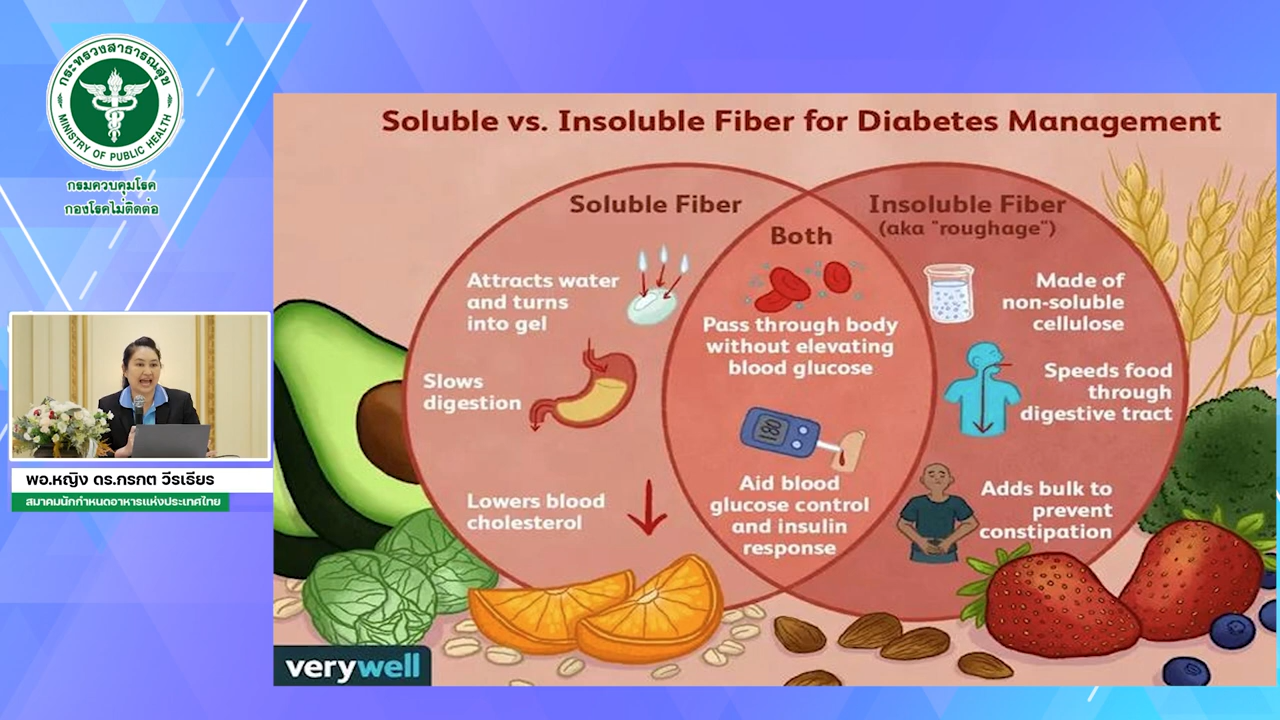 กระทรวงสาธารณสุข
MINISTRY OF PUBLIC HEALTH
กรมควบคุมโรค
กองโรคไม่ติดต่อ
พอ.หญิง ดร.กรกต วีรเธียร
สมาคมนักกำหนดอาหารแห่งประเทศไทย
Soluble vs. Insoluble Fiber for Diabetes Management
Soluble Fiber
Attracts water
and turns
into gel
Slows
digestion
Lowers blood
cholesterol
Both
Pass through body
without elevating
blood glucose
180
Aid blood
glucose control
and insulin
response
Insoluble Fiber
(aka "roughage")
Made of
non-soluble
cellulose
Speeds food
through
digestive tract
Adds bulk to
prevent
constipation
verywell